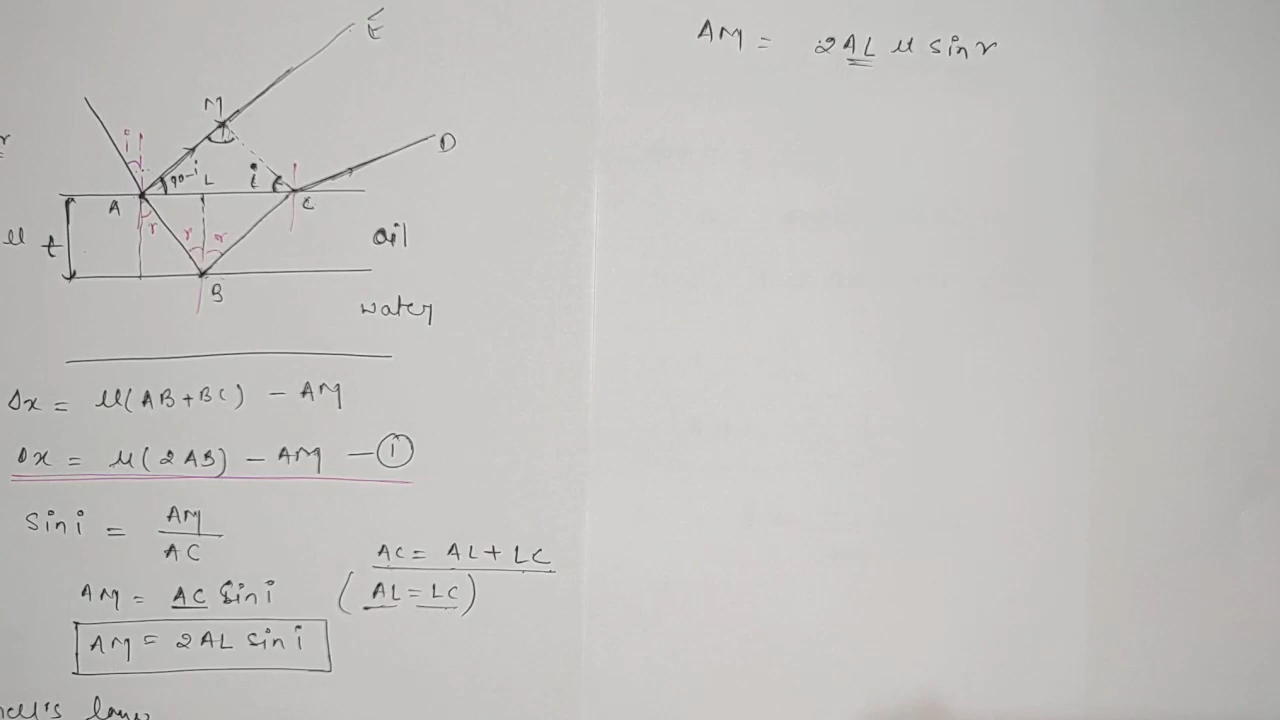 E
M
i
D
90-i
L
i
A
C
r
r
r
μ
t
oil
B
water
Δx = μ(AB+BC) - AM
Δx = μ(2AB) - AM - ①
Sin i = AM/AC
AM = AC Sin i
AM = 2AL Sin i
AC = AL + LC
(AL = LC)
AM = 2AL μ sin r